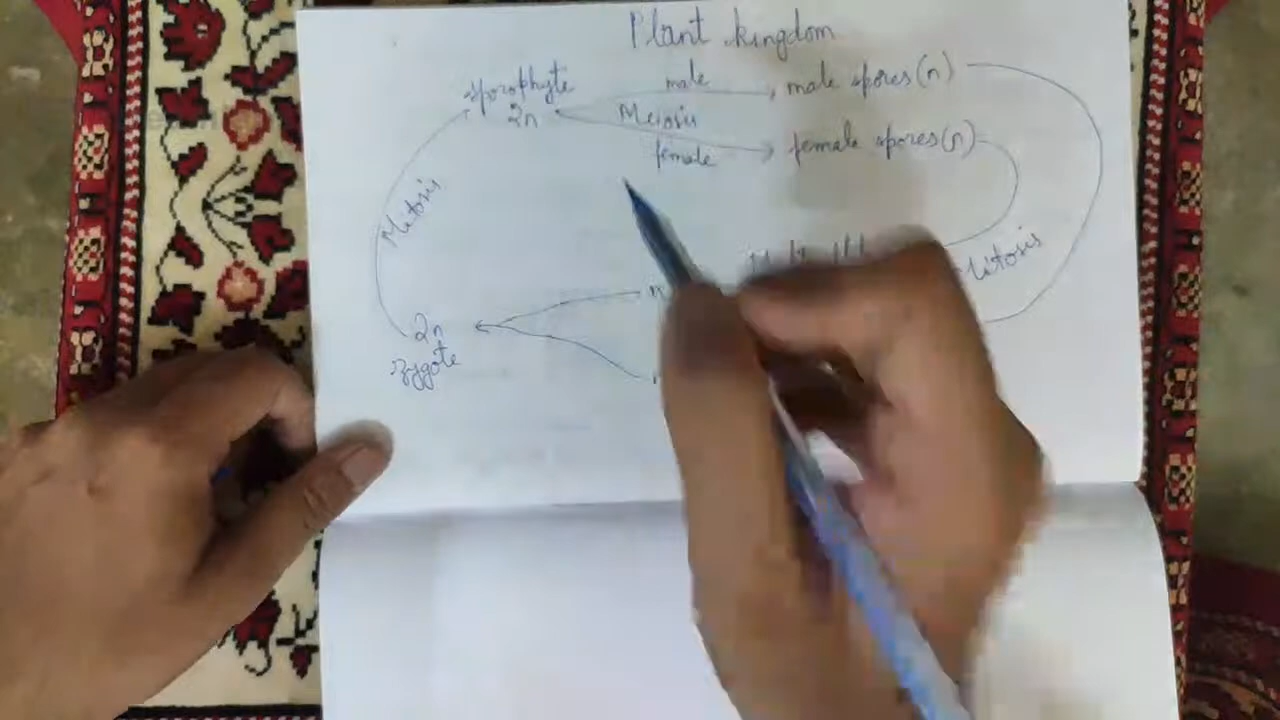 Plant kingdom
sporophyte
2n
male
Meiosis
female
male spores(n)
female spores(n)
Mitosis
Mitosis
n
2n
zygote